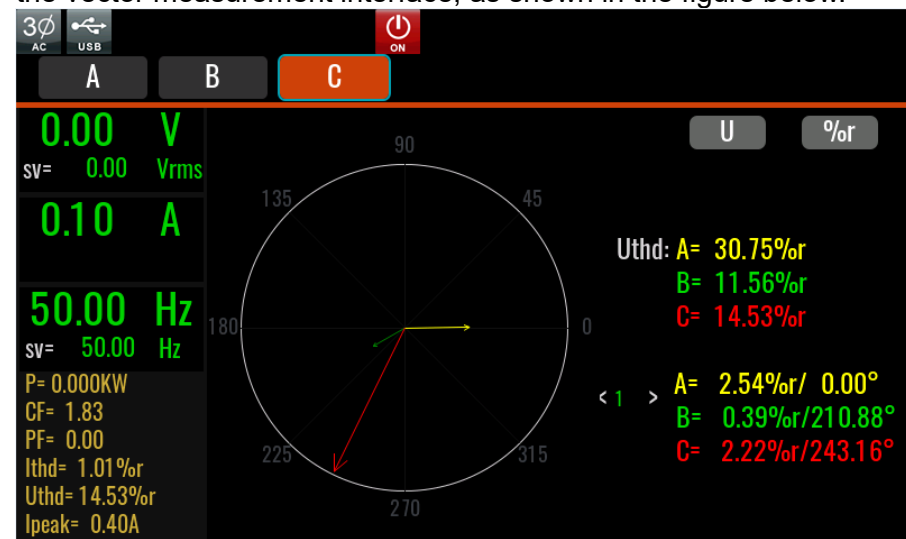 the vector measurement interface, as shown in the figure below.
3Ø AC
USB
ON
A B C
0.00 V
sv= 0.00 Vrms
0.10 A
50.00 Hz
sv= 50.00 Hz
P= 0.000KW
CF= 1.83
PF= 0.00
Ithd= 1.01%r
Uthd= 14.53%r
Ipeak= 0.40A
90
135 45
180 0
225 315
270
U %r
Uthd: A= 30.75%r
B= 11.56%r
C= 14.53%r
< 1 > A= 2.54%r/ 0.00°
B= 0.39%r/210.88°
C= 2.22%r/243.16°